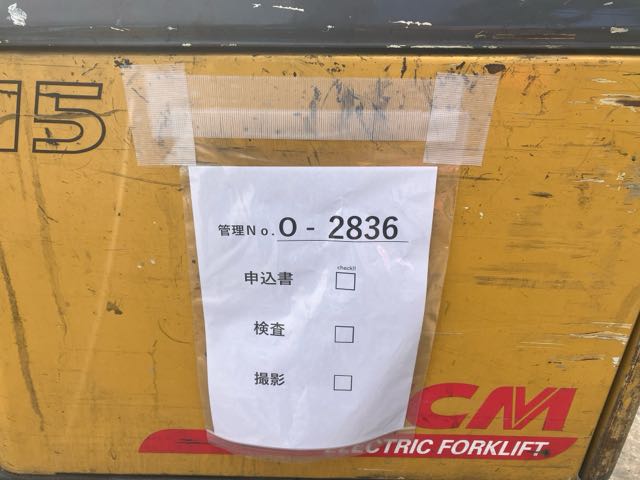 15
管理No. O - 2836
check!!
申込書 □
検査 □
撮影 □
CM
ELECTRIC FORKLIFT